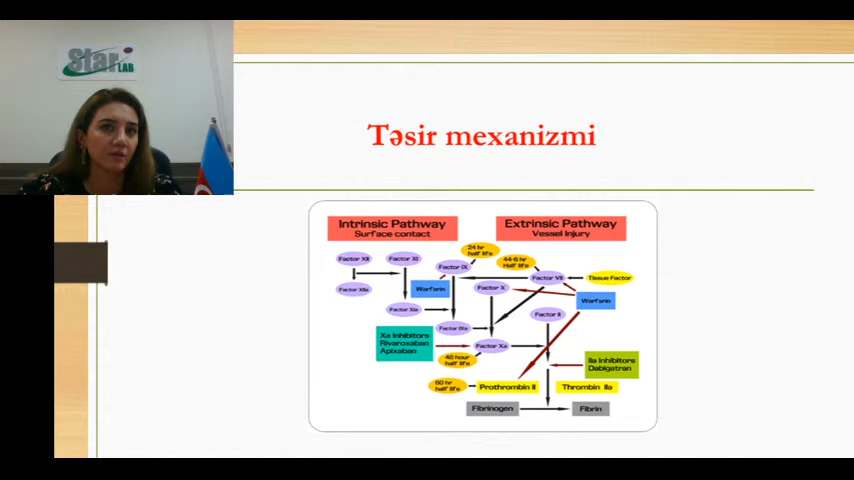 Star
LAB
Təsir mexanizmi
Intrinsic Pathway
Surface contact
Extrinsic Pathway
Vessel Injury
24 hr
half life
Factor XII
Factor XI
Factor IX
44-6 hr
Half life
Factor VII
Tissue Factor
Factor XIIa
Warfarin
Factor X
Warfarin
Factor XIa
Factor II
Factor IXa
Xa Inhibitors
Rivaroxaban
Apixaban
Factor Xa
48 hour
half life
IIa Inhibitors
Dabigatran
60 hr
half life
Prothrombin II
Thrombin IIa
Fibrinogen
Fibrin